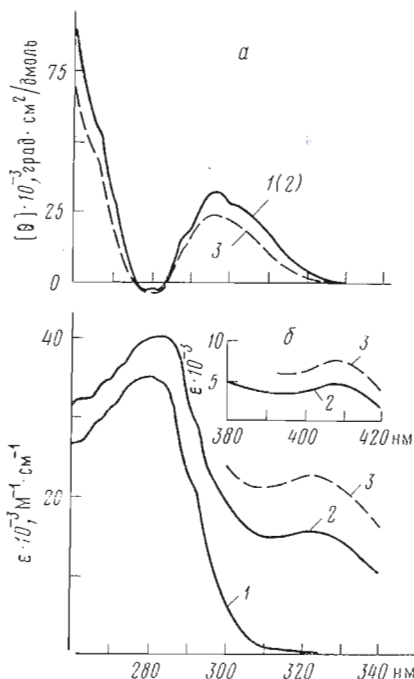 а
[θ]·10⁻³, град·см²/дмоль
75
25
0
1(2)
3
б
ε·10⁻³
10
5
380 400 420 нм
3
2
ε·10⁻³, М⁻¹·см⁻¹
40
20
3
2
1
280 300 320 340 нм